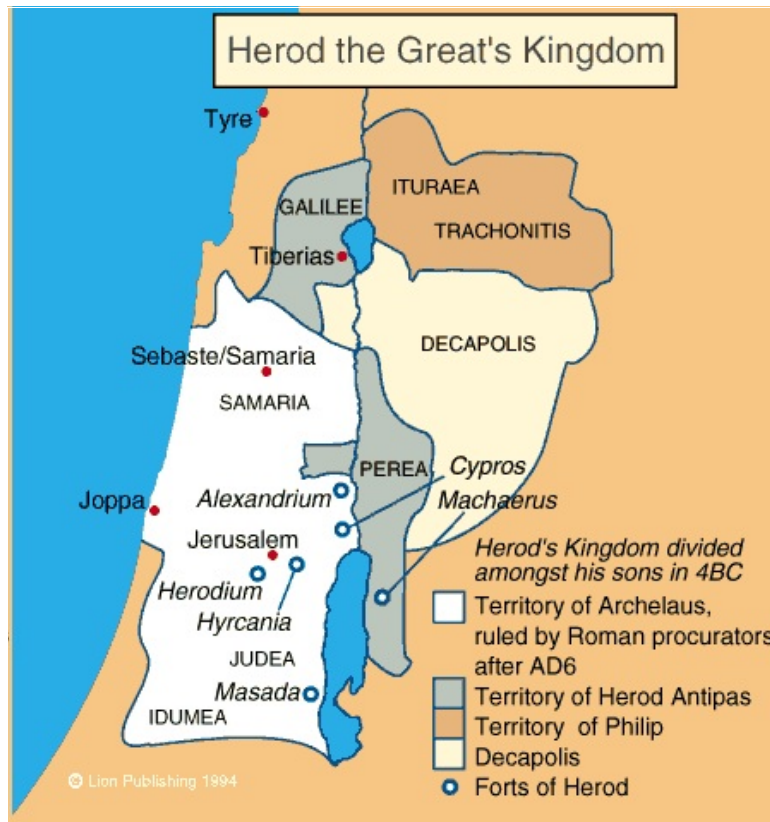 Herod the Great's Kingdom
Tyre
ITURAEA
GALILEE
TRACHONITIS
Tiberias
DECAPOLIS
Sebaste/Samaria
SAMARIA
PEREA
Cypros
Alexandrium
Machaerus
Joppa
Jerusalem
Herodium
Hyrcania
JUDEA
Masada
IDUMEA
Herod's Kingdom divided
amongst his sons in 4BC
Territory of Archelaus,
ruled by Roman procurators
after AD6
Territory of Herod Antipas
Territory of Philip
Decapolis
Forts of Herod
© Lion Publishing 1994